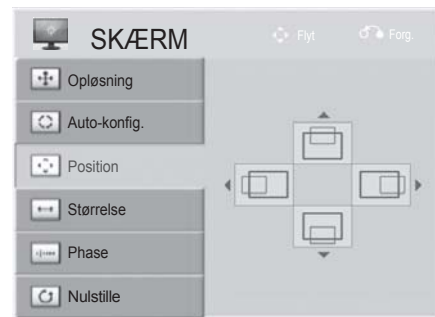 SKÆRM
Flyt
Forg.
Opløsning
Auto-konfig.
Position
Størrelse
Phase
Nulstille